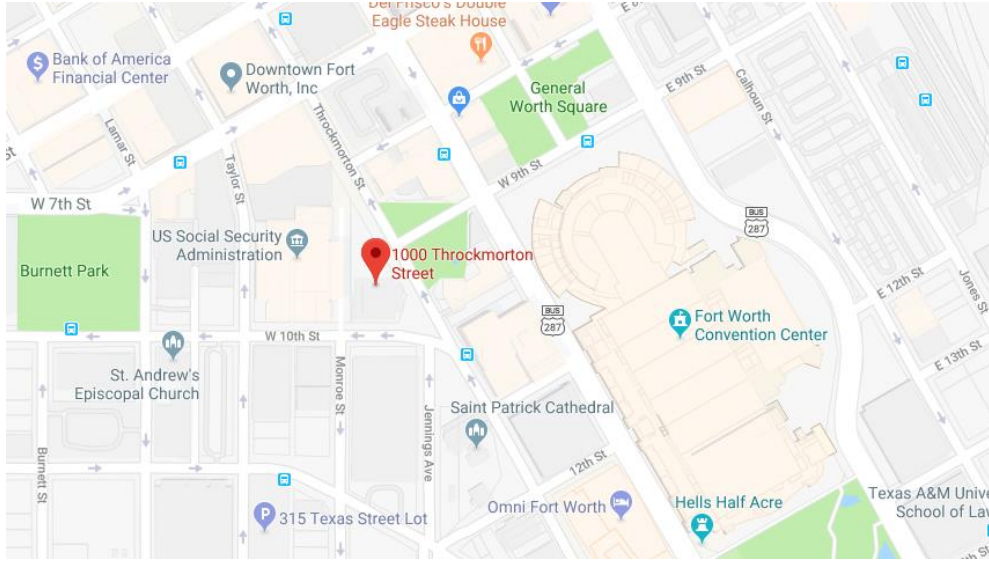 Del Frisco's Double
Eagle Steak House
E 8
Bank of America
Financial Center
Downtown Fort
Worth, Inc
General
Worth Square
E 9th St
Calhoun St
Lamar St
Throckmorton St
Taylor St
W 9th St
W 7th St
BUS
287
US Social Security
Administration
1000 Throckmorton
Street
Burnett Park
E 12th St
Jones St
BUS
287
Fort Worth
Convention Center
W 10th St
E 13th St
St. Andrew's
Episcopal Church
Monroe St
Jennings Ave
Saint Patrick Cathedral
Burnett St
12th St
Texas A&M Unive
School of Law
Omni Fort Worth
Hells Half Acre
P
315 Texas Street Lot
$